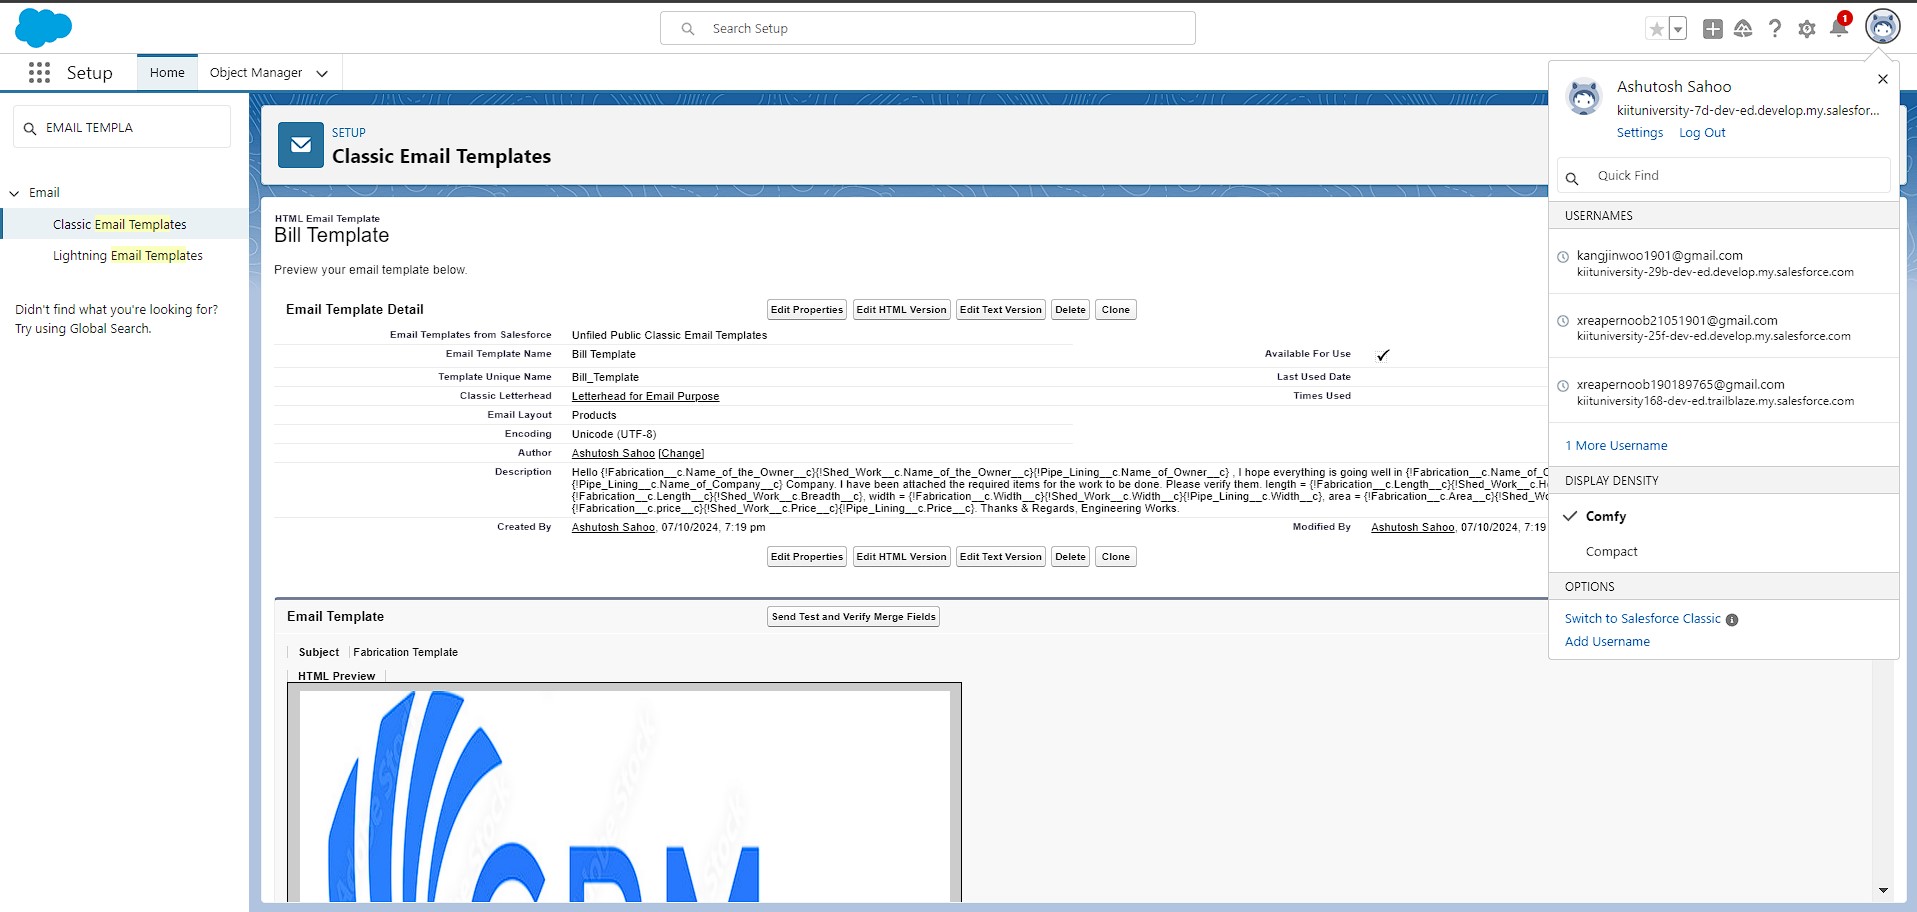 Search Setup
1
Setup
Home
Object Manager
EMAIL TEMPLA
Email
Classic Email Templates
Lightning Email Templates
Didn't find what you're looking for?
Try using Global Search.
SETUP
Classic Email Templates
HTML Email Template
Bill Template
Preview your email template below.
Email Template Detail
Edit Properties Edit HTML Version Edit Text Version Delete Clone
Email Templates from Salesforce Unfiled Public Classic Email Templates
Email Template Name Bill Template Available For Use
Template Unique Name Bill_Template Last Used Date
Classic Letterhead Letterhead for Email Purpose Times Used
Email Layout Products
Encoding Unicode (UTF-8)
Author Ashutosh Sahoo [Change]
Description Hello {!Fabrication__c.Name_of_the_Owner__c}{!Shed_Work__c.Name_of_the_Owner__c}{!Pipe_Lining__c.Name_of_Owner__c} , I hope everything is going well in {!Fabrication__c.Name_of_C
{!Pipe_Lining__c.Name_of_Company__c} Company. I have been attached the required items for the work to be done. Please verify them. length = {!Fabrication__c.Length__c}{!Shed_Work__c.He
{!Fabrication__c.Length__c}{!Shed_Work__c.Breadth__c}, width = {!Fabrication__c.Width__c}{!Shed_Work__c.Width__c}{!Pipe_Lining__c.Width__c}, area = {!Fabrication__c.Area__c}{!Shed_Wo
{!Fabrication__c.price__c}{!Shed_Work__c.Price__c}{!Pipe_Lining__c.Price__c}. Thanks & Regards, Engineering Works.
Created By Ashutosh Sahoo, 07/10/2024, 7:19 pm Modified By Ashutosh Sahoo, 07/10/2024, 7:19
Edit Properties Edit HTML Version Edit Text Version Delete Clone
Email Template Send Test and Verify Merge Fields
Subject Fabrication Template
HTML Preview
CRM
Ashutosh Sahoo
kiituniversity-7d-dev-ed.develop.my.salesfor...
Settings Log Out
Quick Find
USERNAMES
kangjinwoo1901@gmail.com
kiituniversity-29b-dev-ed.develop.my.salesforce.com
xreapernoob21051901@gmail.com
kiituniversity-25f-dev-ed.develop.my.salesforce.com
xreapernoob190189765@gmail.com
kiituniversity168-dev-ed.trailblaze.my.salesforce.com
1 More Username
DISPLAY DENSITY
Comfy
Compact
OPTIONS
Switch to Salesforce Classic
Add Username